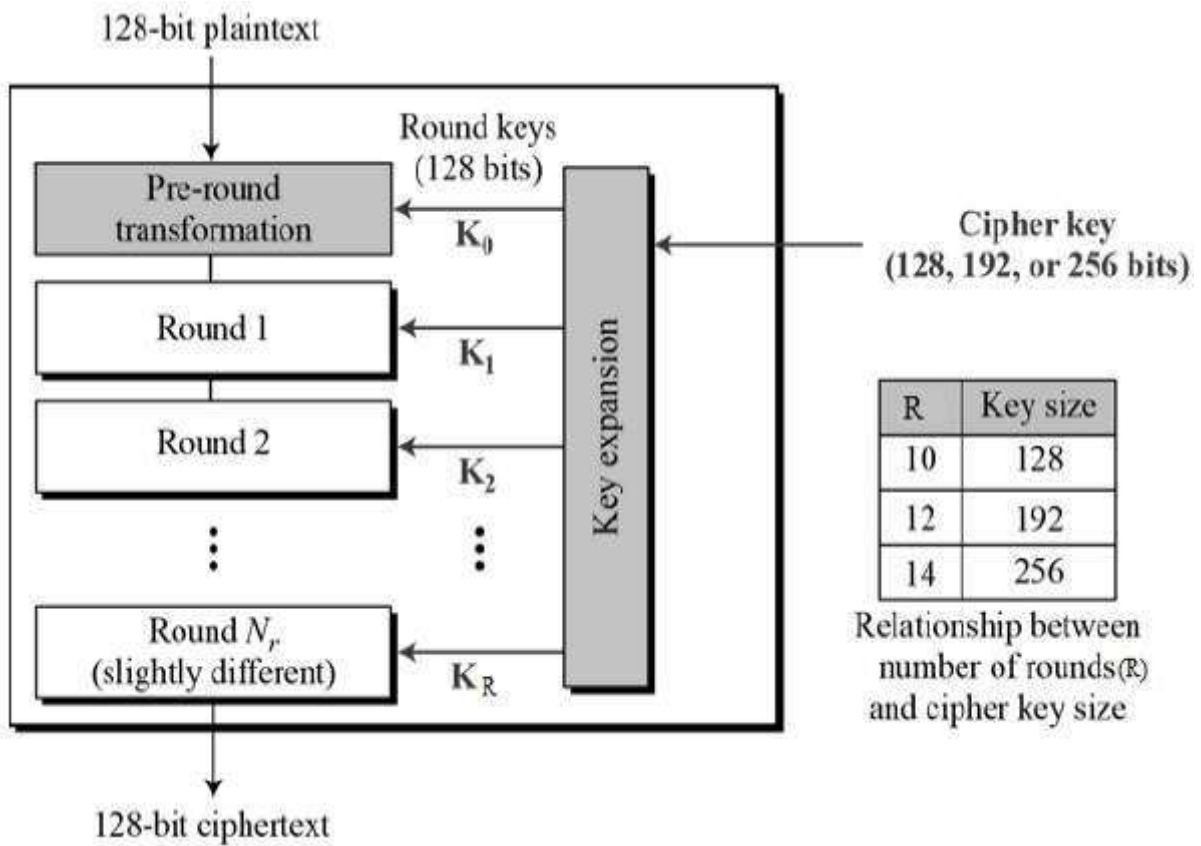 128-bit plaintext
Round keys
(128 bits)
Pre-round
transformation
K0
Cipher key
(128, 192, or 256 bits)
Round 1
K1
Round 2
K2
Key expansion
R Key size
10 128
12 192
14 256
Relationship between
number of rounds(R)
and cipher key size
Round Nr
(slightly different)
KR
128-bit ciphertext